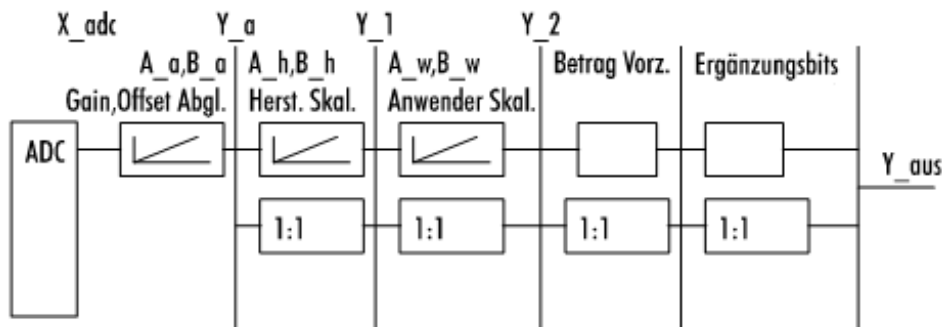 X_adc Y_a Y_1 Y_2
A_a,B_a A_h,B_h A_w,B_w Betrag Vorz. Ergänzungsbits
Gain,Offset Abgl. Herst. Skal. Anwender Skal.
ADC
Y_aus
1:1 1:1 1:1 1:1